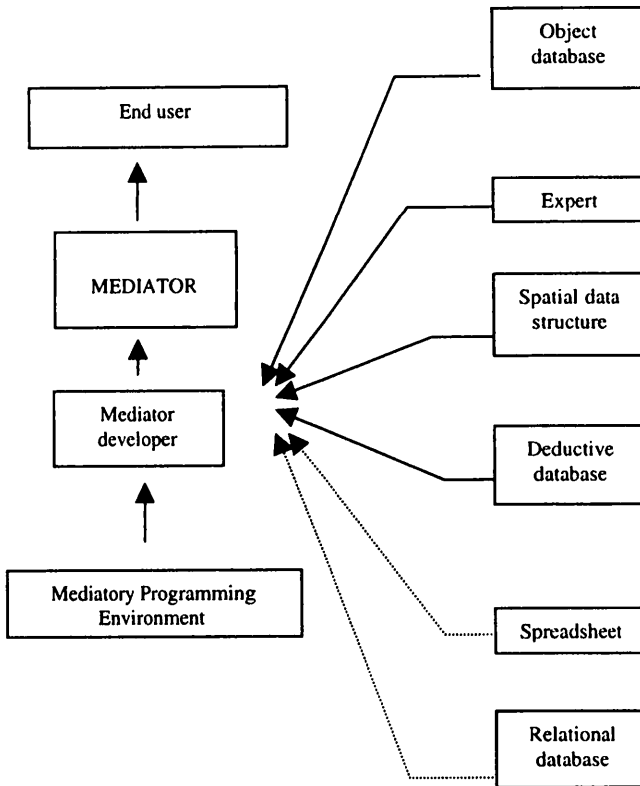 End user
MEDIATOR
Mediator
developer
Mediatory Programming
Environment
Object
database
Expert
Spatial data
structure
Deductive
database
Spreadsheet
Relational
database